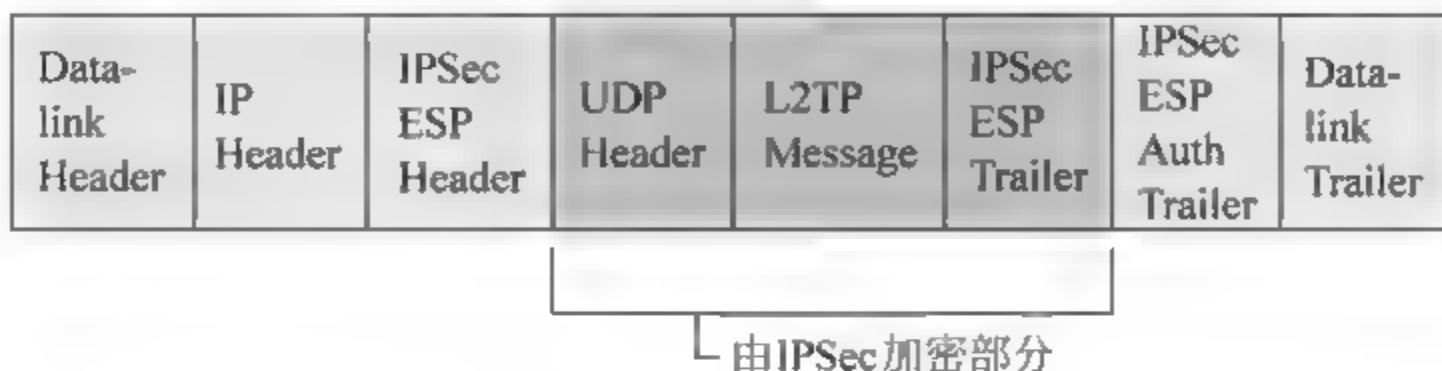 Data-
link
Header
IP
Header
IPSec
ESP
Header
UDP
Header
L2TP
Message
IPSec
ESP
Trailer
IPSec
ESP
Auth
Trailer
Data-
link
Trailer
由IPSec加密部分